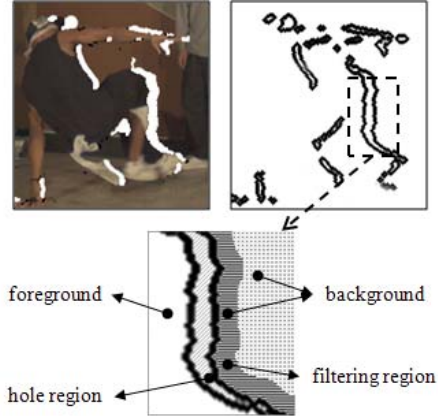 foreground
background
hole region
filtering region